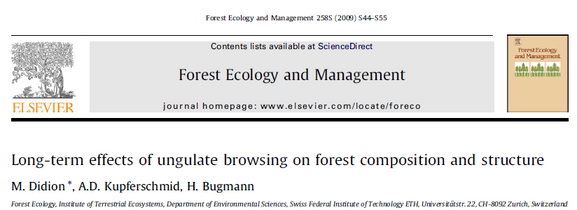 Forest Ecology and Management 258S (2009) S44–S55
Contents lists available at ScienceDirect
Forest Ecology and Management
journal homepage: www.elsevier.com/locate/foreco
ELSEVIER
Forest Ecology
and Management
Long-term effects of ungulate browsing on forest composition and structure
M. Didion *, A.D. Kupferschmid, H. Bugmann
Forest Ecology, Institute of Terrestrial Ecosystems, Department of Environmental Sciences, Swiss Federal Institute of Technology ETH, Universitätstr. 22, CH-8092 Zurich, Switzerland